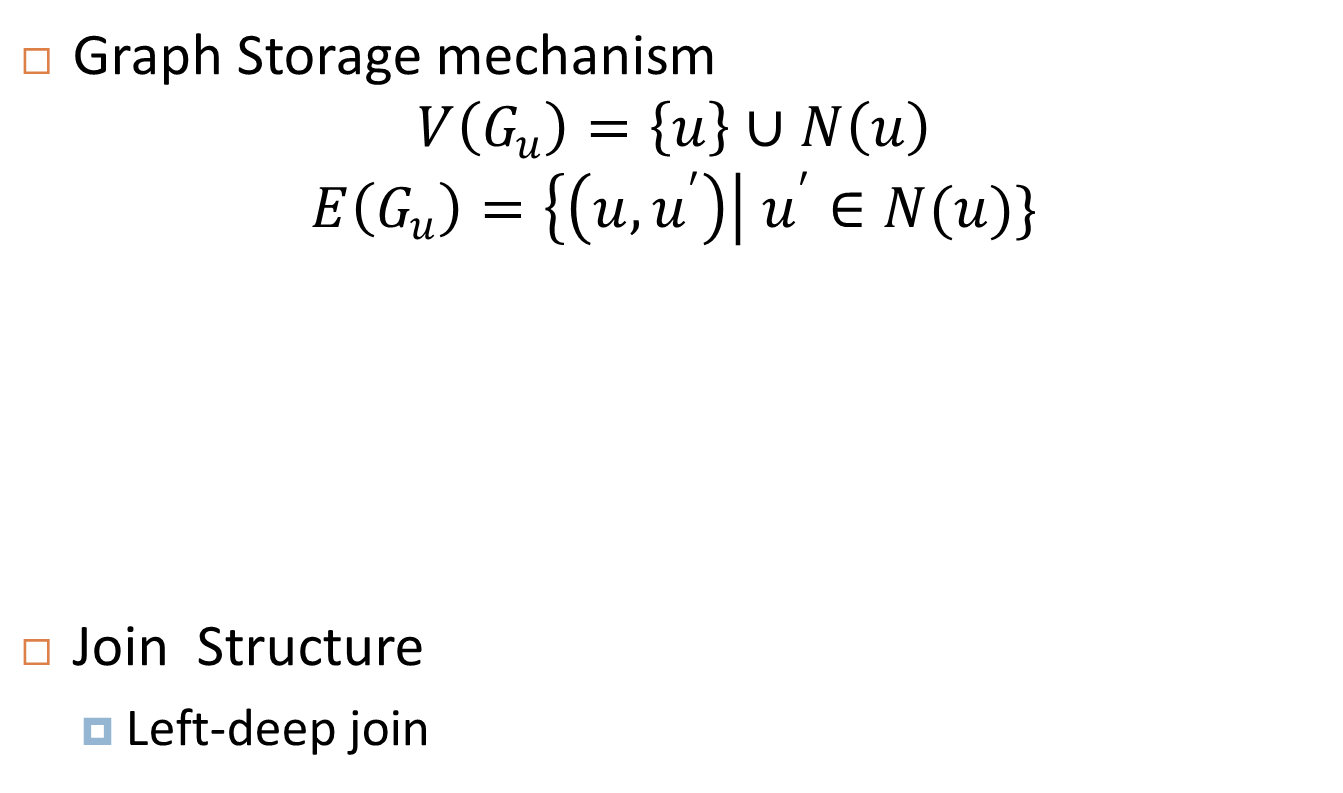 Graph Storage mechanism
V(G_u) = {u} ∪ N(u)
E(G_u) = {(u, u′)| u′ ∈ N(u)}
Join Structure
Left-deep join